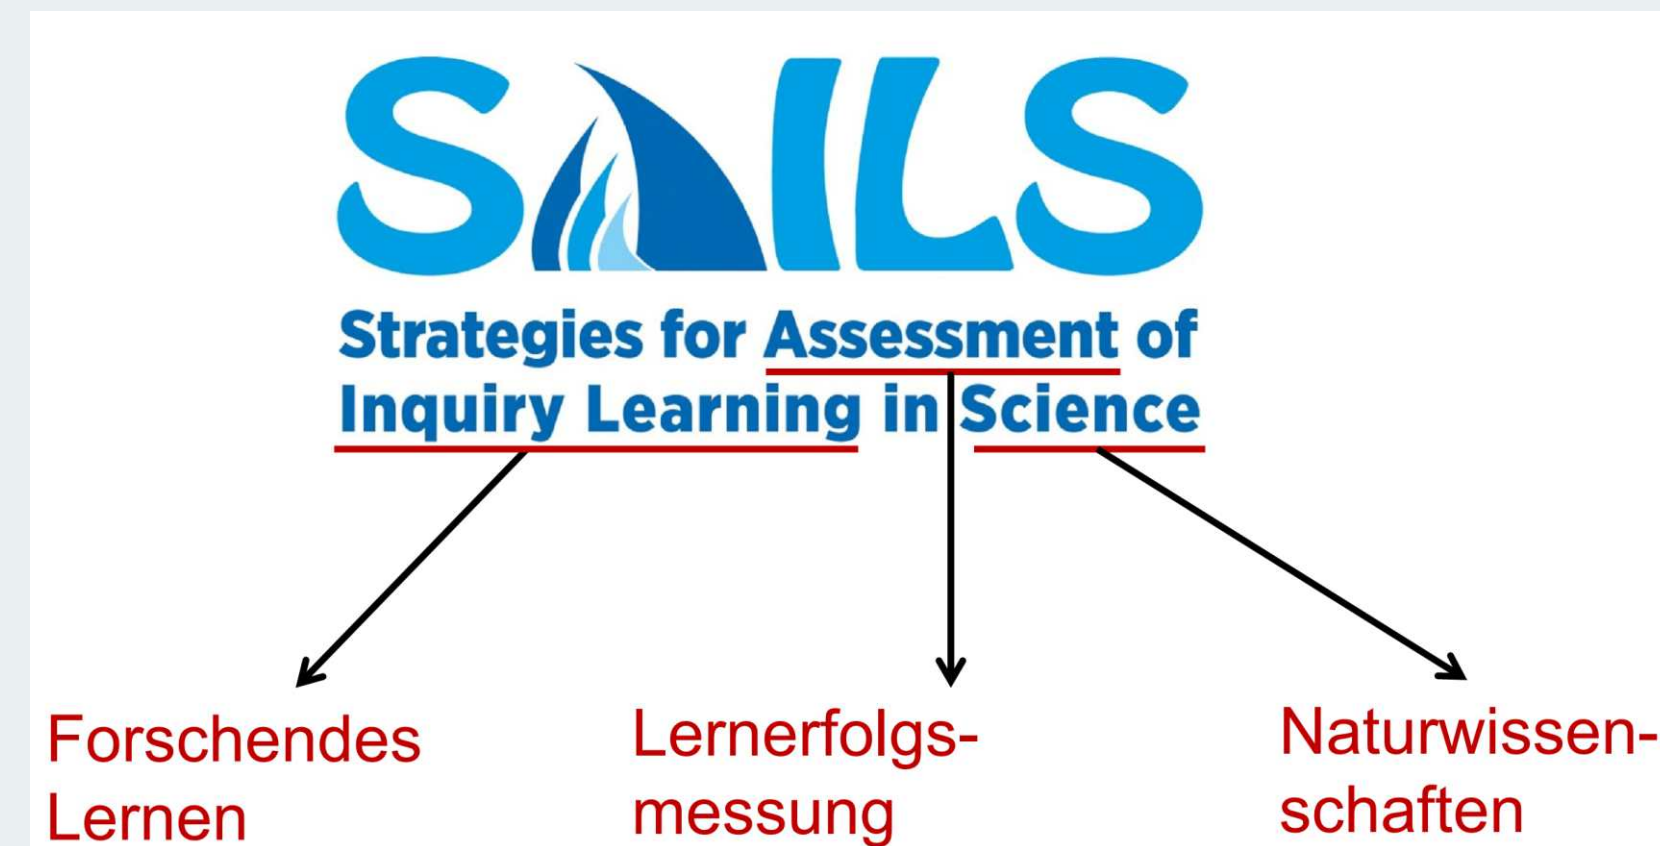 SAILS
Strategies for Assessment of
Inquiry Learning in Science
Forschendes
Lernen
Lernerfolgs-
messung
Naturwissen-
schaften